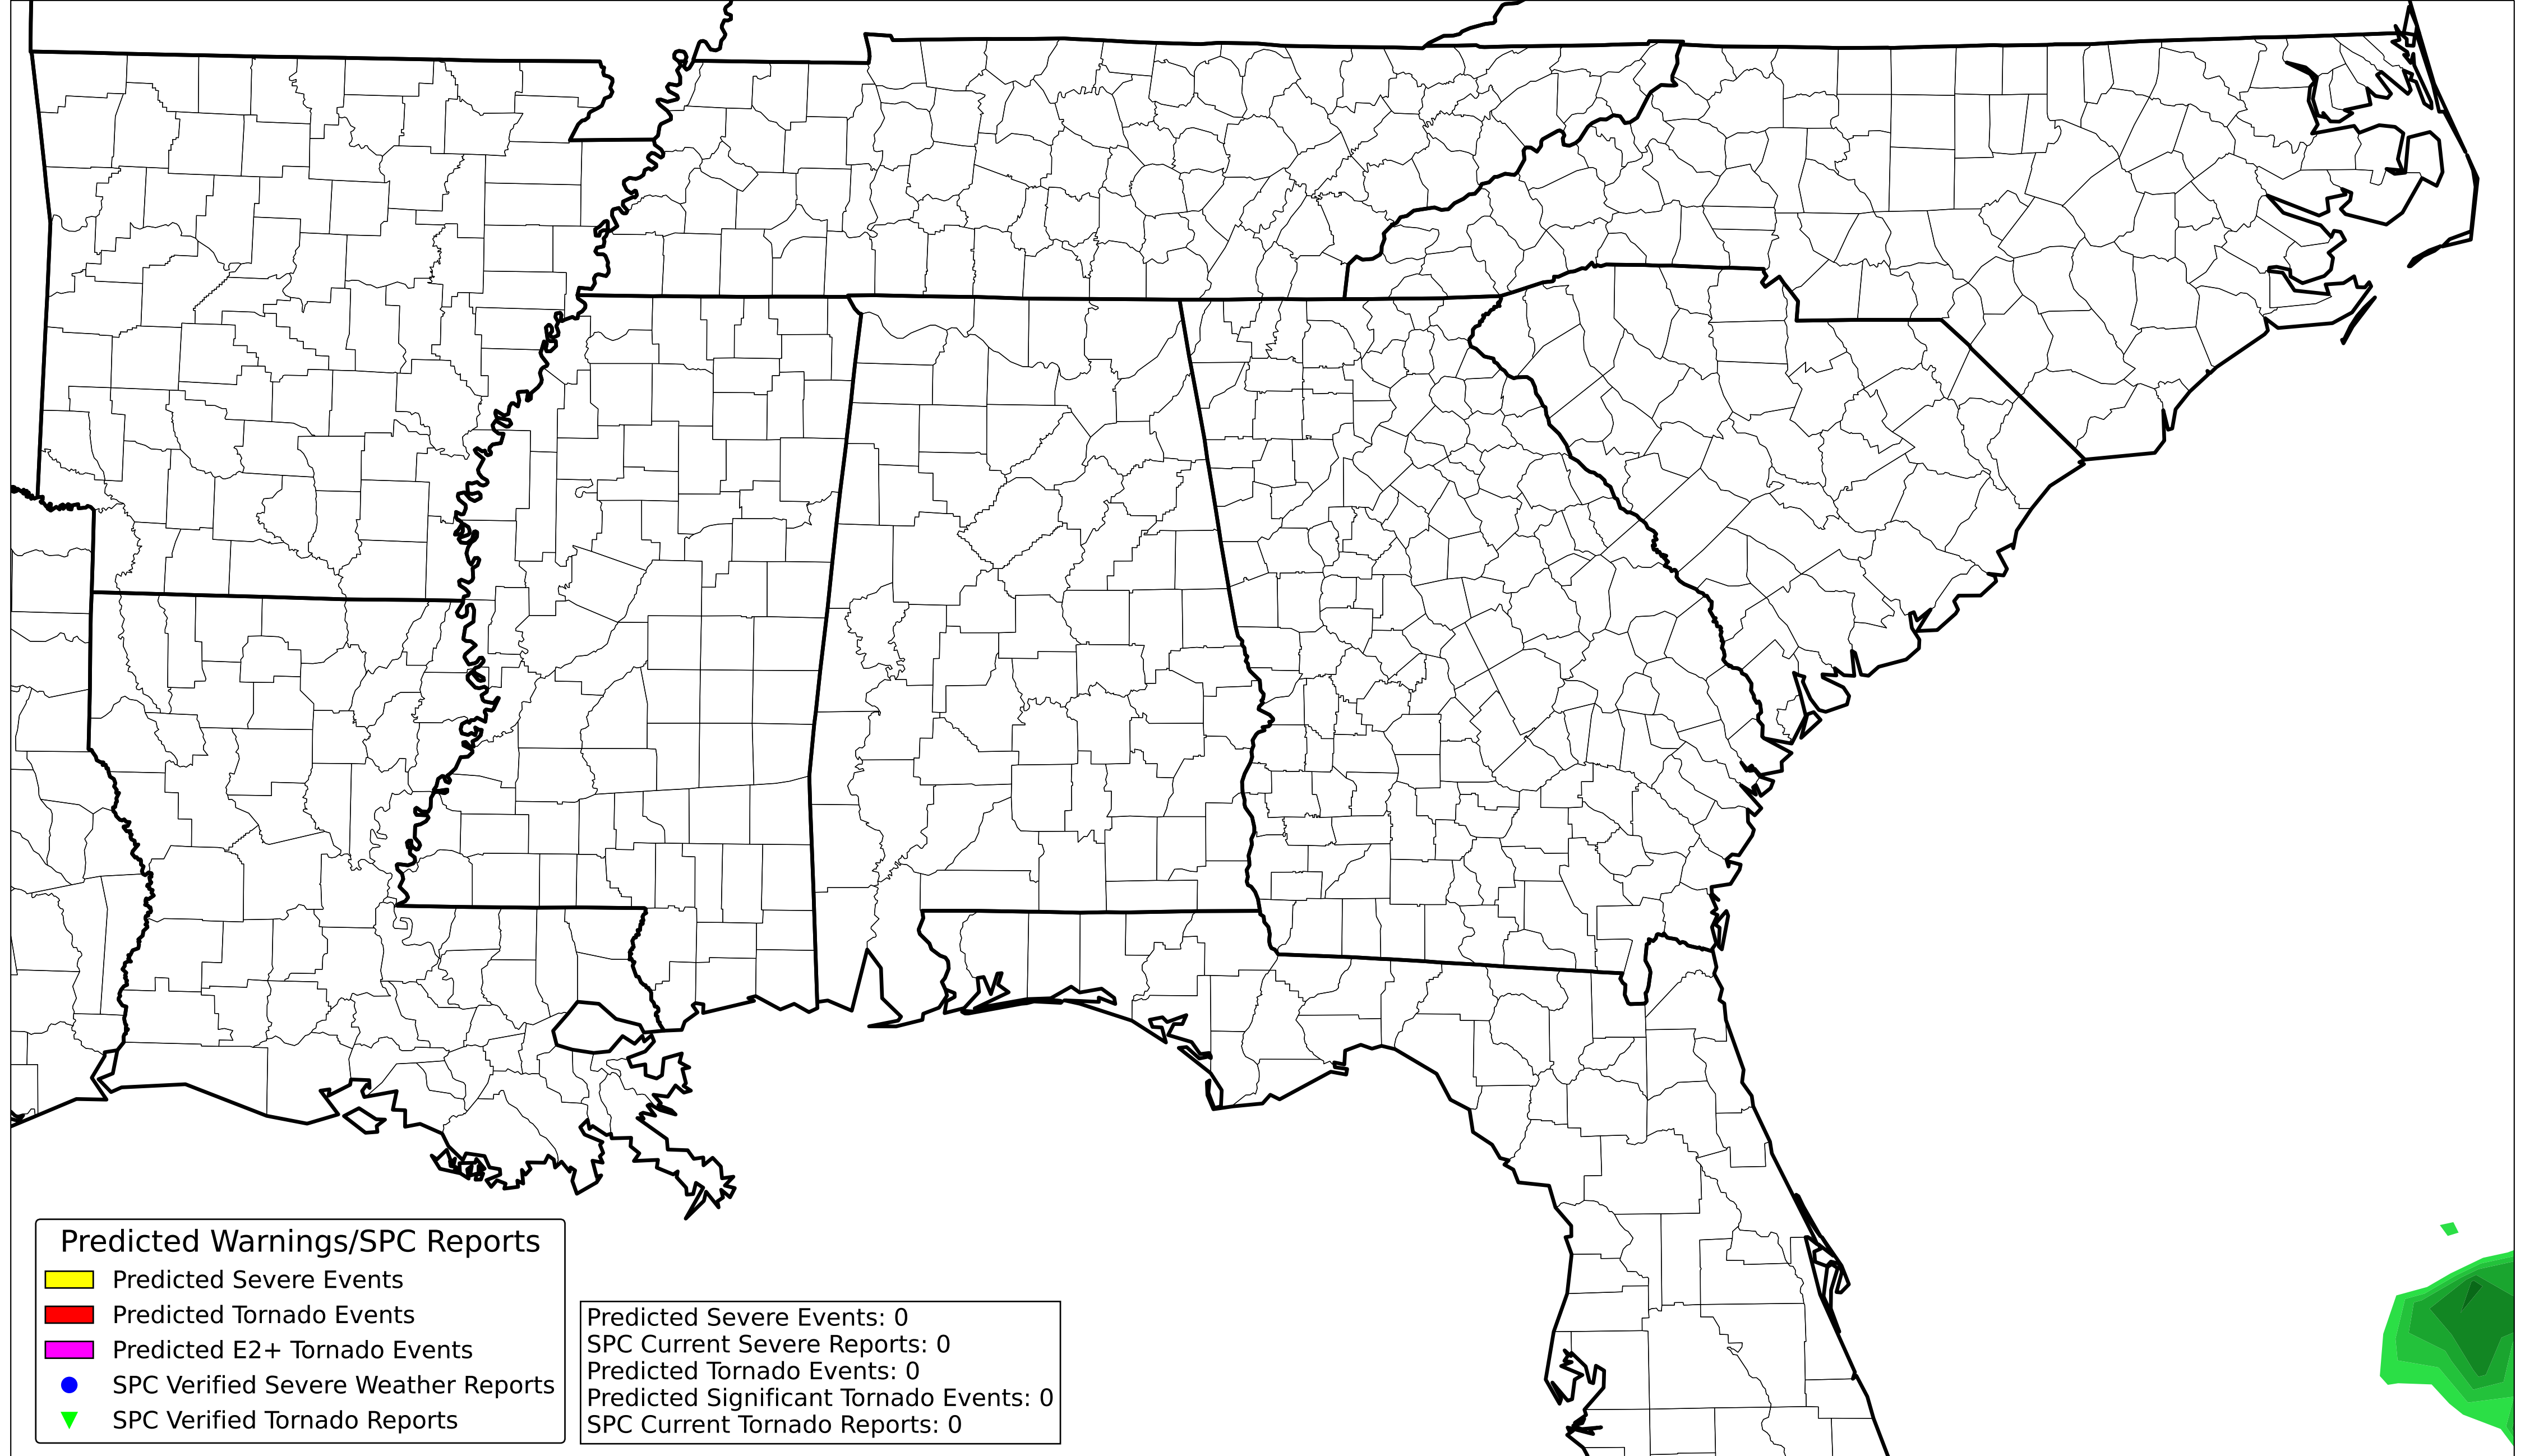 Predicted Warnings/SPC Reports
Predicted Severe Events
Predicted Tornado Events
Predicted E2+ Tornado Events
SPC Verified Severe Weather Reports
SPC Verified Tornado Reports
Predicted Severe Events: 0
SPC Current Severe Reports: 0
Predicted Tornado Events: 0
Predicted Significant Tornado Events: 0
SPC Current Tornado Reports: 0